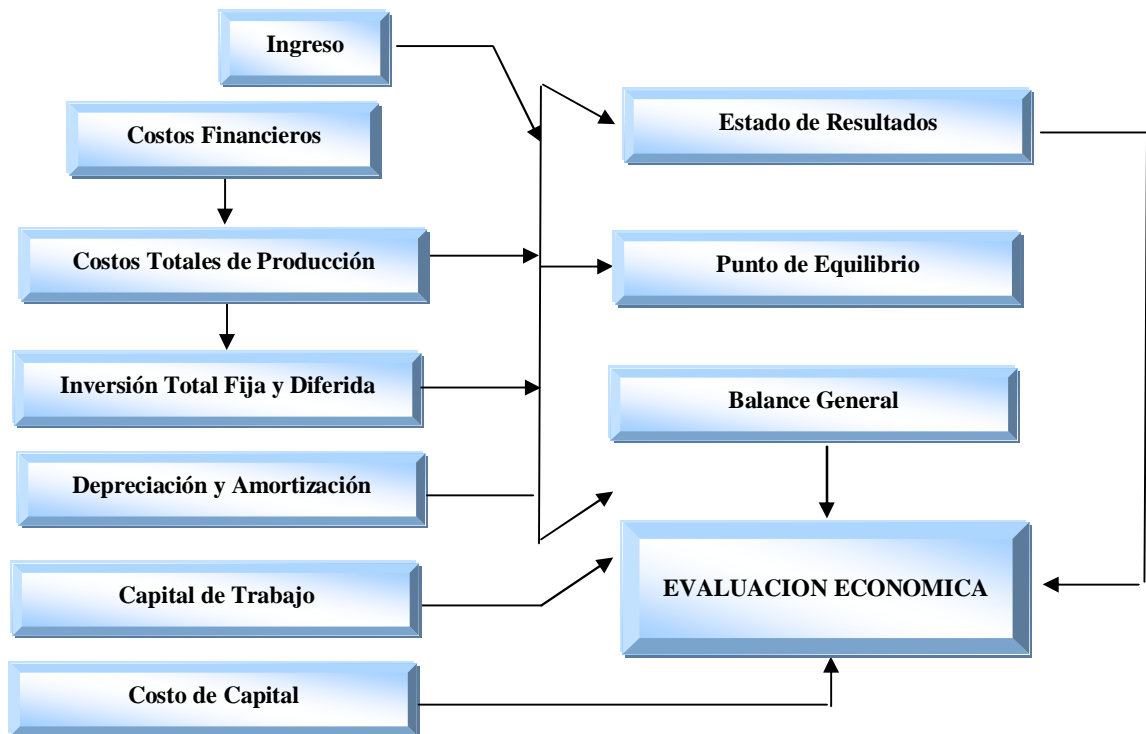 Ingreso
Costos Financieros
Costos Totales de Producción
Inversión Total Fija y Diferida
Depreciación y Amortización
Capital de Trabajo
Costo de Capital
Estado de Resultados
Punto de Equilibrio
Balance General
EVALUACION ECONOMICA